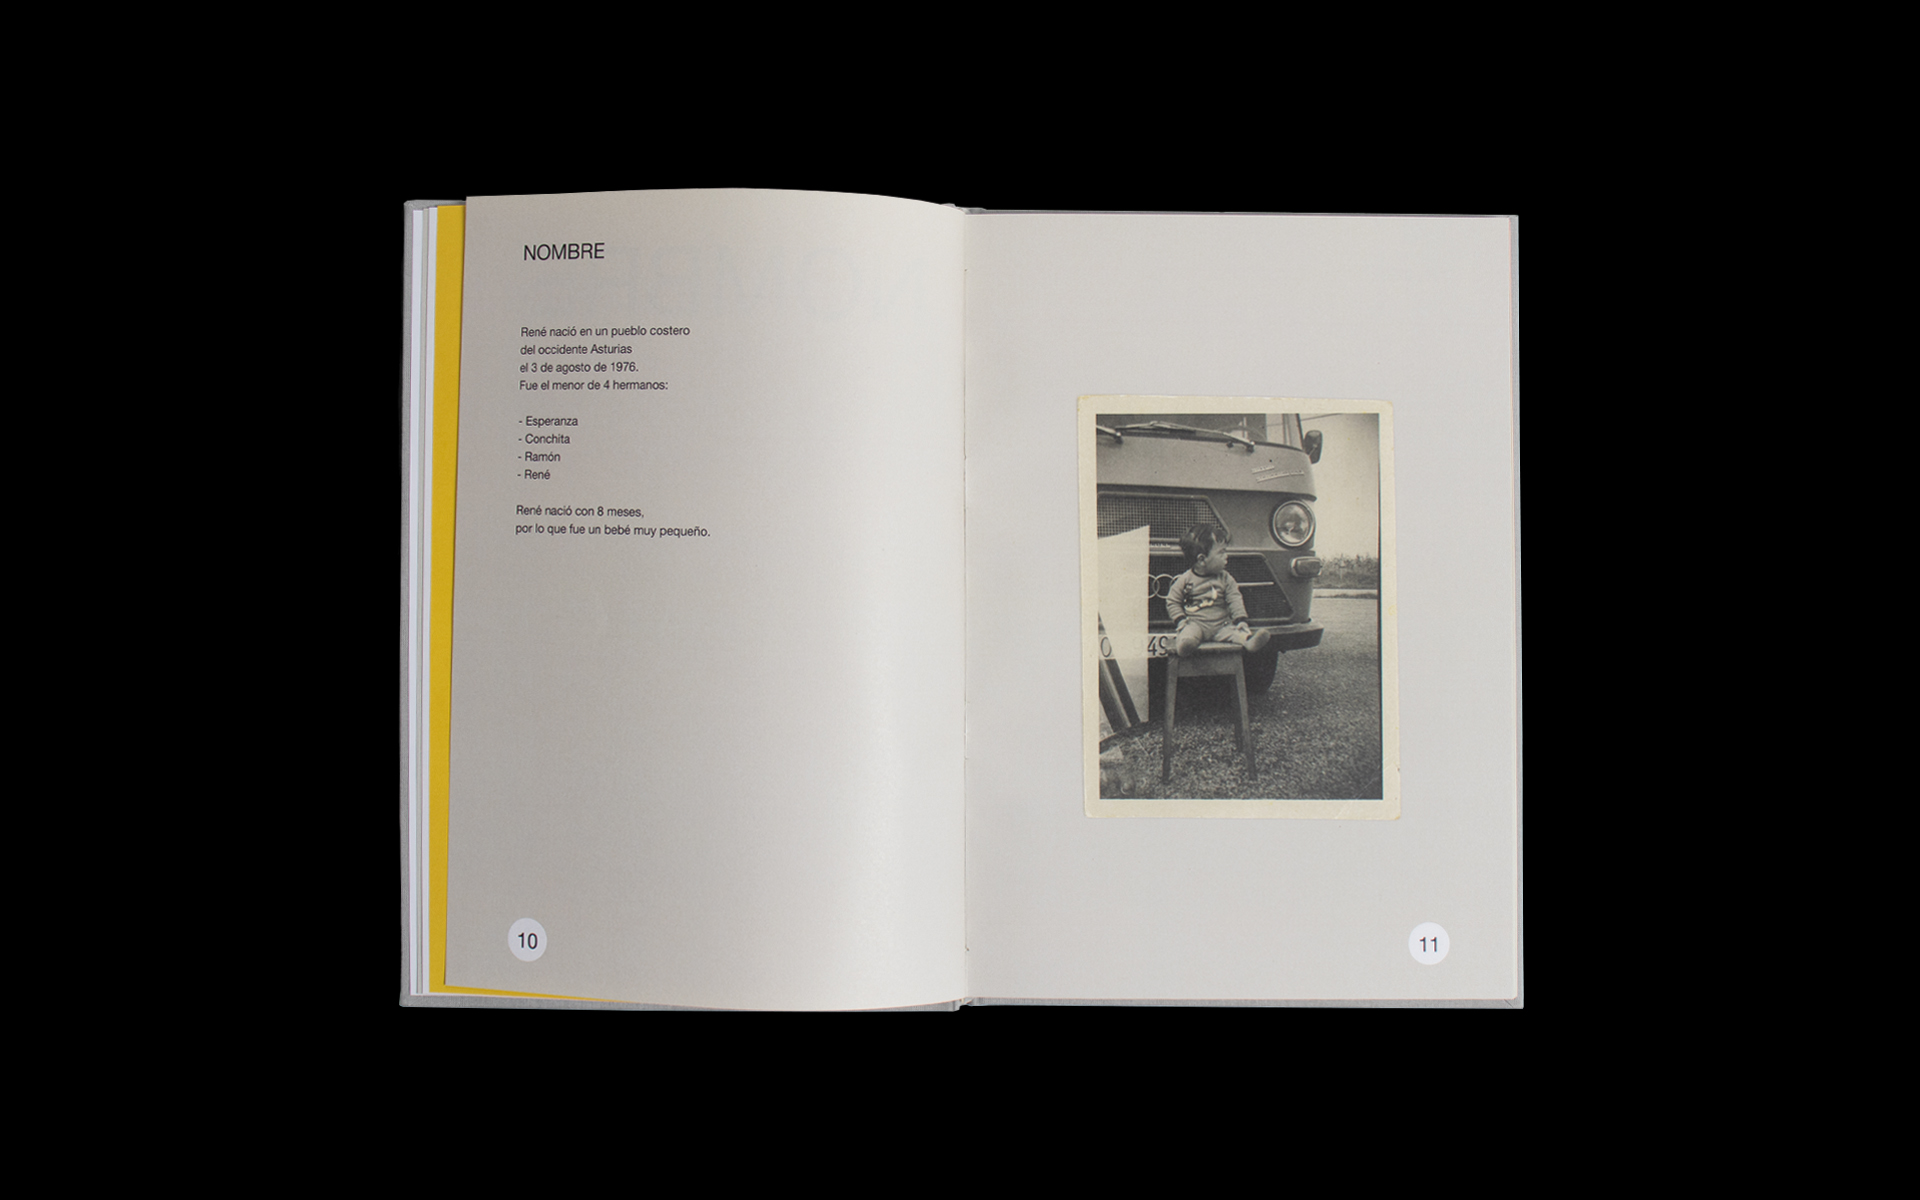 NOMBRE
René nació en un pueblo costero
del occidente Asturias
el 3 de agosto de 1976.
Fue el menor de 4 hermanos:
- Esperanza
- Conchita
- Ramón
- René
René nació con 8 meses,
por lo que fue un bebé muy pequeño.
10
49
11